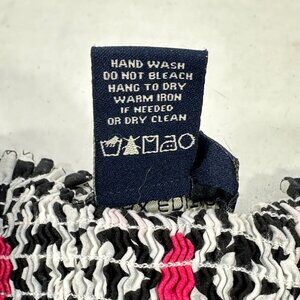 HAND WASH
DO NOT BLEACH
HANG TO DRY
WARM IRON
IF NEEDED
OR DRY CLEAN